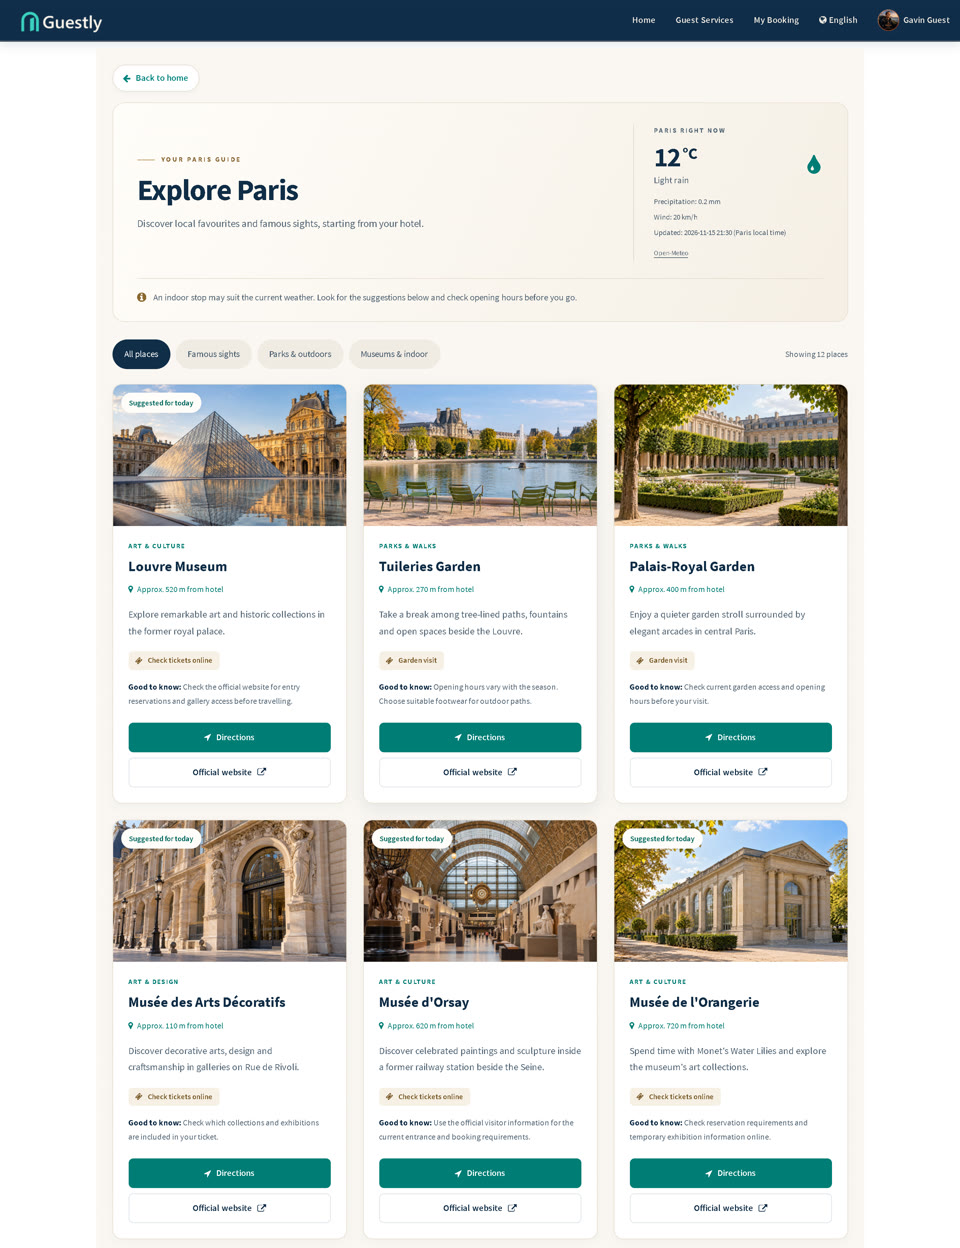 Guestly
Home
Guest Services
My Booking
English
Gavin Guest
Back to home
YOUR PARIS GUIDE
Explore Paris
Discover local favourites and famous sights, starting from your hotel.
PARIS RIGHT NOW
12°C
Light rain
Precipitation: 0.2 mm
Wind: 20 km/h
Updated: 2026-11-15 21:30 (Paris local time)
Open-Meteo
An indoor stop may suit the current weather. Look for the suggestions below and check opening hours before you go.
All places
Famous sights
Parks & outdoors
Museums & indoor
Showing 12 places
Suggested for today
ART & CULTURE
Louvre Museum
Approx. 520 m from hotel
Explore remarkable art and historic collections in
the former royal palace.
Check tickets online
Good to know: Check the official website for entry
reservations and gallery access before travelling.
Directions
Official website
PARKS & WALKS
Tuileries Garden
Approx. 270 m from hotel
Take a break among tree-lined paths, fountains
and open spaces beside the Louvre.
Garden visit
Good to know: Opening hours vary with the season.
Choose suitable footwear for outdoor paths.
Directions
Official website
PARKS & WALKS
Palais-Royal Garden
Approx. 400 m from hotel
Enjoy a quieter garden stroll surrounded by
elegant arcades in central Paris.
Garden visit
Good to know: Check current garden access and opening
hours before your visit.
Directions
Official website
Suggested for today
ART & DESIGN
Musée des Arts Décoratifs
Approx. 110 m from hotel
Discover decorative arts, design and
craftsmanship in galleries on Rue de Rivoli.
Check tickets online
Good to know: Check which collections and exhibitions
are included in your ticket.
Directions
Official website
Suggested for today
ART & CULTURE
Musée d'Orsay
Approx. 620 m from hotel
Discover celebrated paintings and sculpture inside
a former railway station beside the Seine.
Check tickets online
Good to know: Use the official visitor information for the
current entrance and booking requirements.
Directions
Official website
Suggested for today
ART & CULTURE
Musée de l'Orangerie
Approx. 720 m from hotel
Spend time with Monet's Water Lilies and explore
the museum's art collections.
Check tickets online
Good to know: Check reservation requirements and
temporary exhibition information online.
Directions
Official website